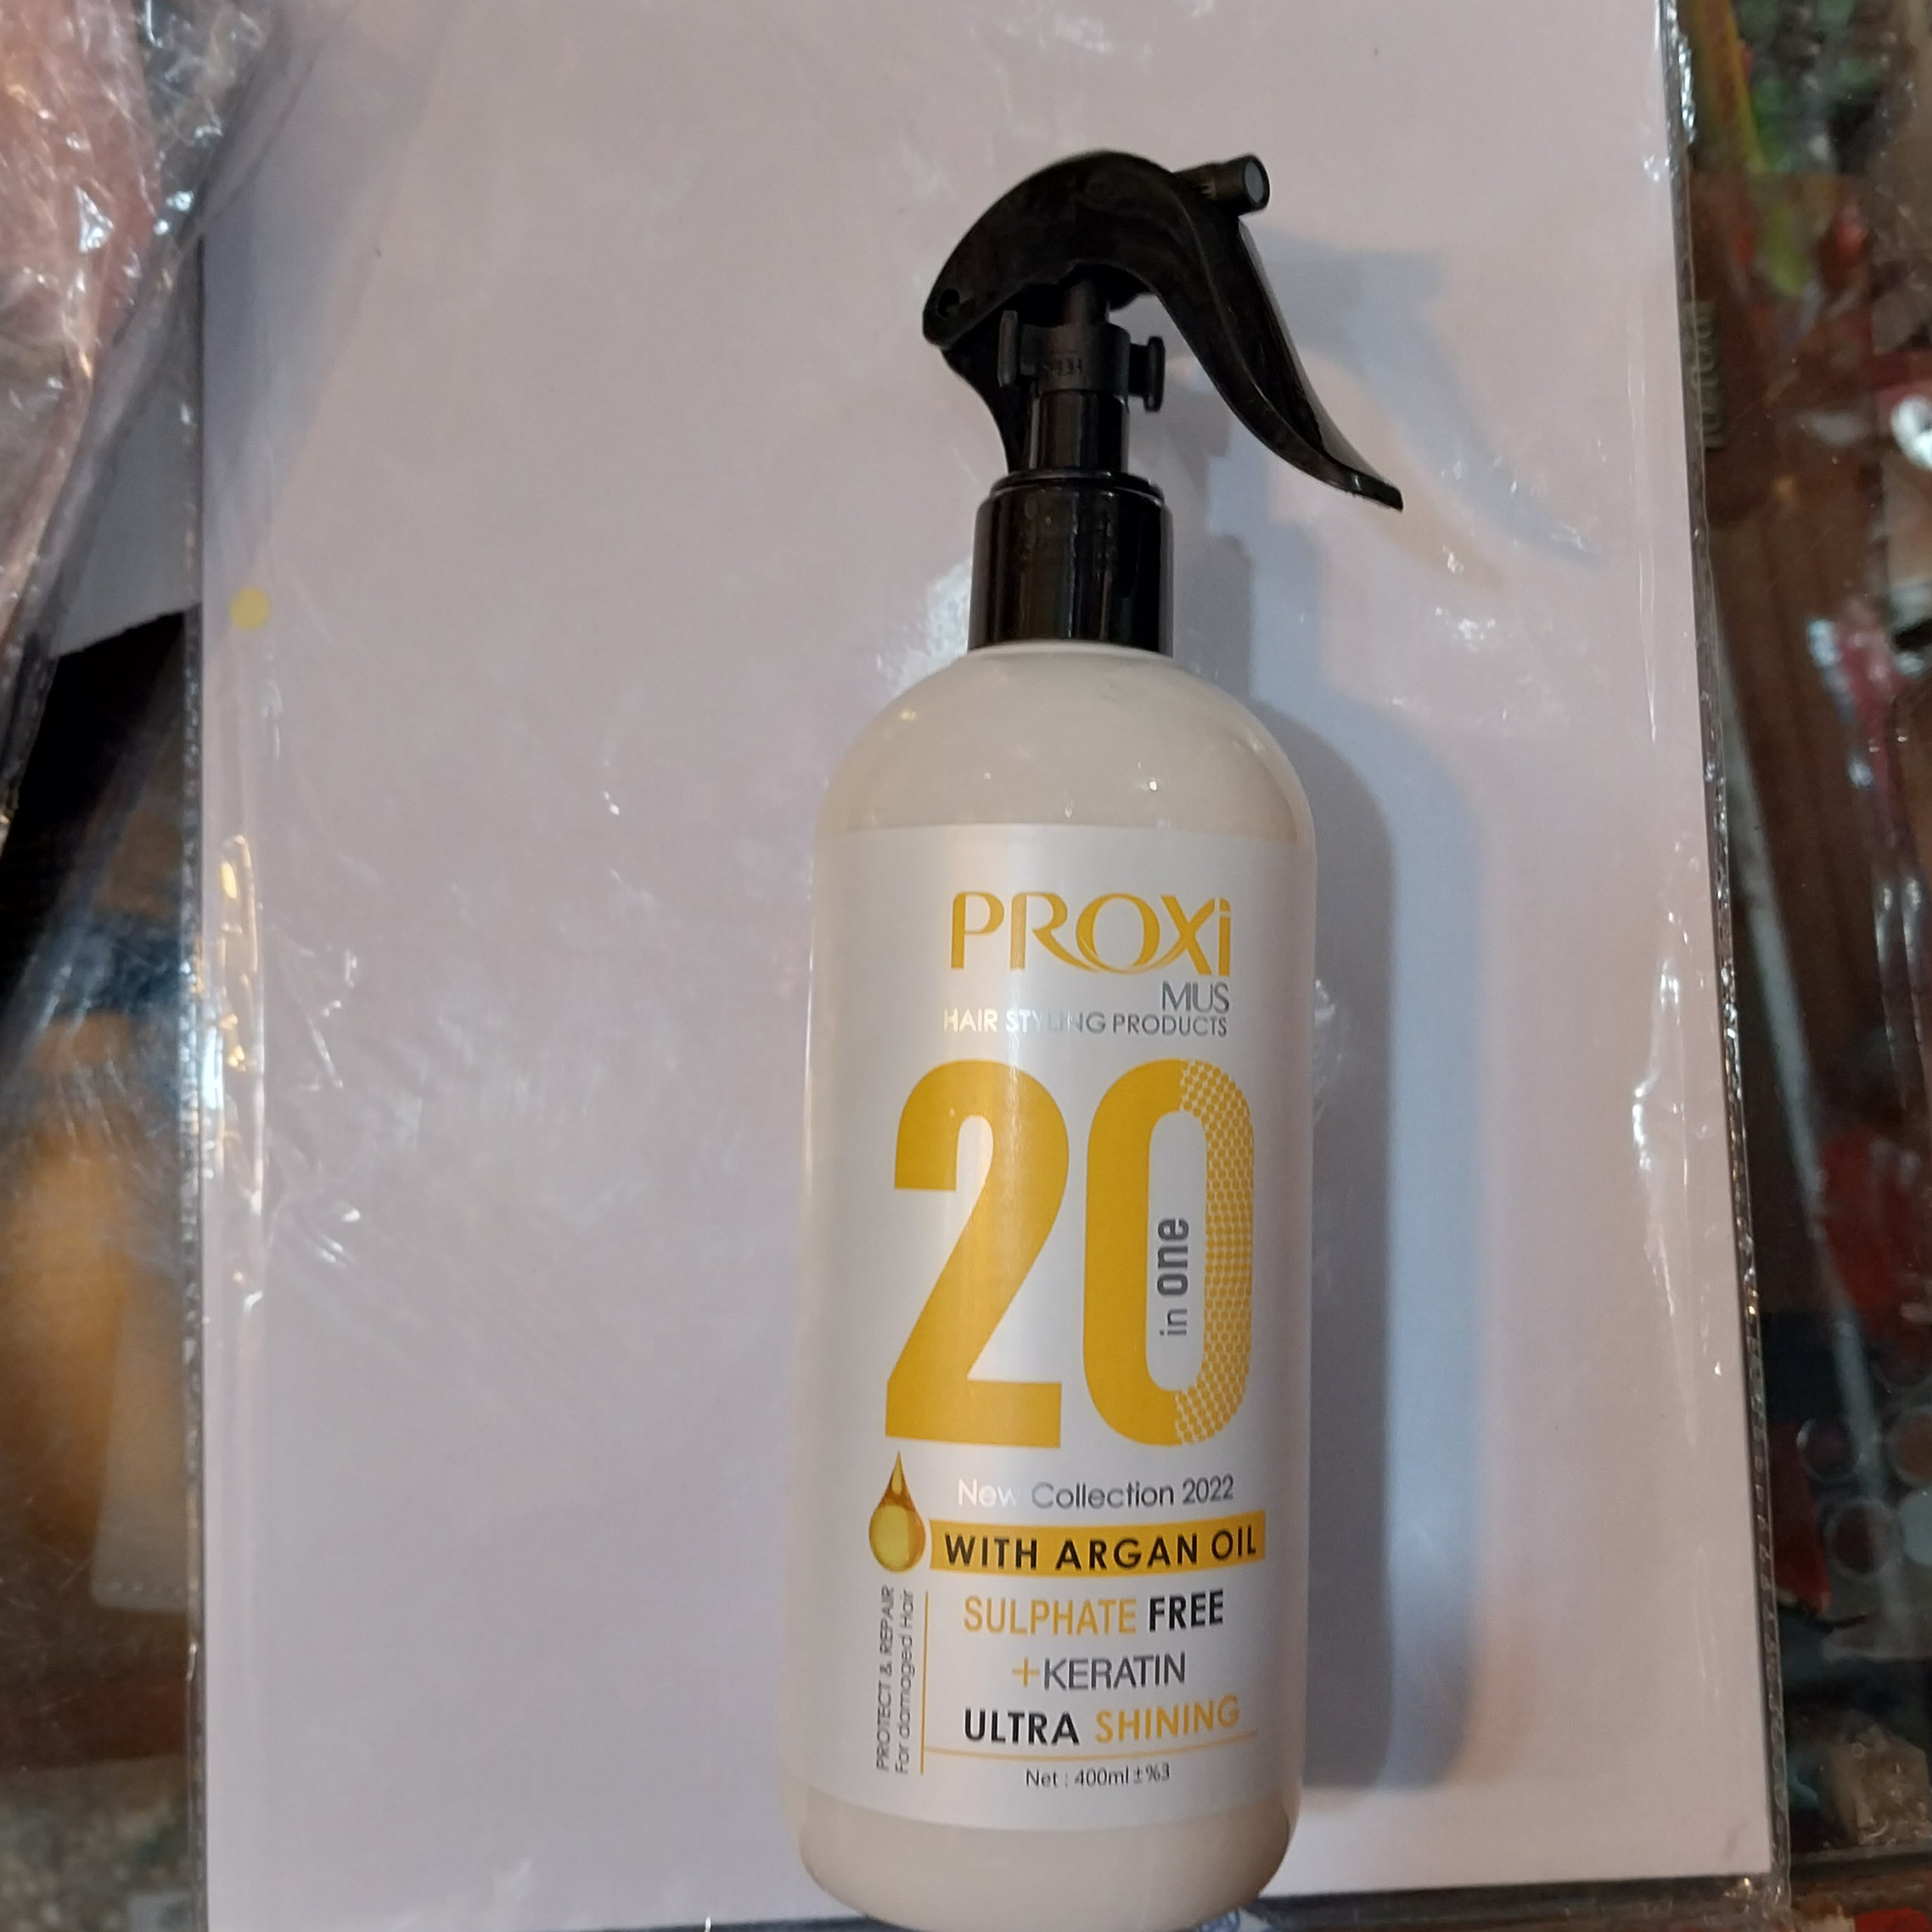 PROXi
MUS
HAIR STYLING PRODUCTS
20
in one
New Collection 2022
WITH ARGAN OIL
PROTECT & REPAIR
For damaged Hair
SULPHATE FREE
+KERATIN
ULTRA SHINING
Net : 400ml ± %3